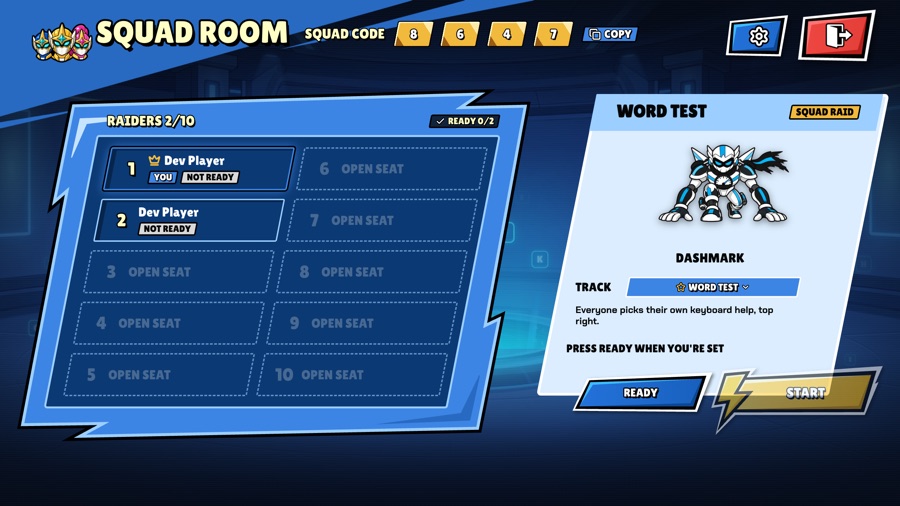 SQUAD ROOM
SQUAD CODE 8 6 4 7 COPY
RAIDERS 2/10
READY 0/2
1 Dev Player
YOU NOT READY
2 Dev Player
NOT READY
3 OPEN SEAT
4 OPEN SEAT
5 OPEN SEAT
6 OPEN SEAT
7 OPEN SEAT
8 OPEN SEAT
9 OPEN SEAT
10 OPEN SEAT
K
WORD TEST
SQUAD RAID
DASHMARK
TRACK WORD TEST
Everyone picks their own keyboard help, top
right.
PRESS READY WHEN YOU'RE SET
READY
START